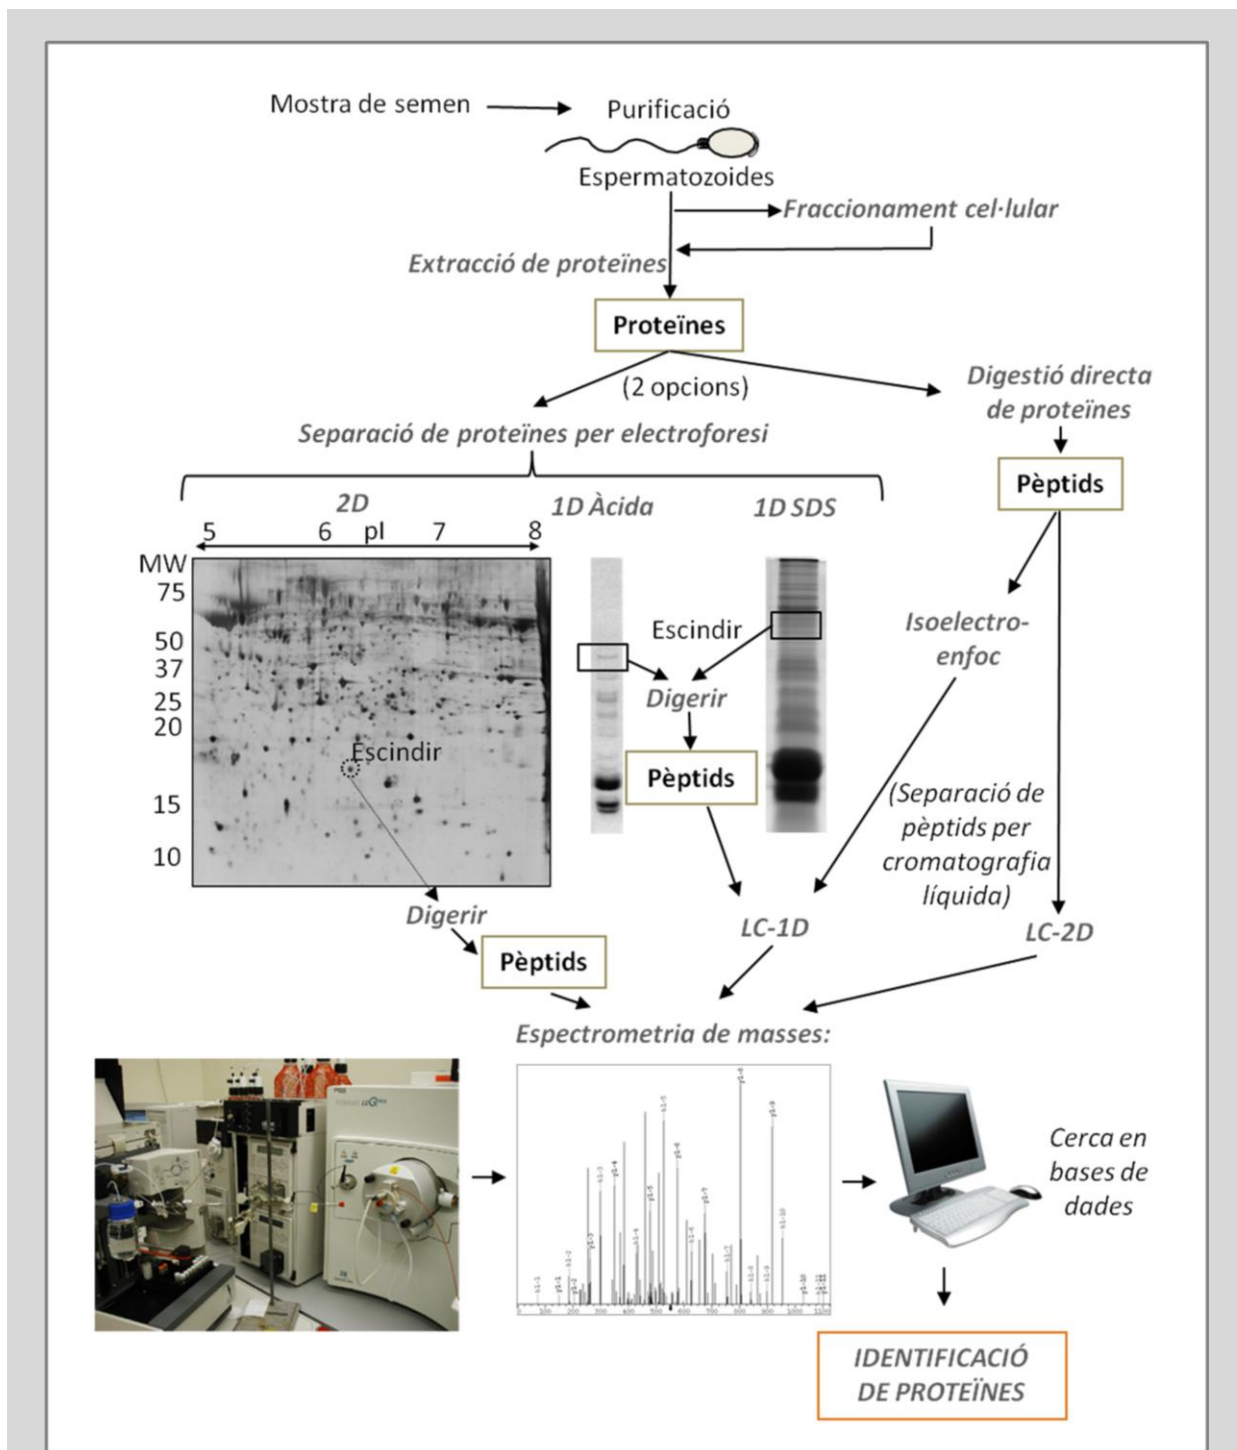 Mostra de semen
Purificació
Espermatozoides
Fraccionament cel·lular
Extracció de proteïnes
Proteïnes
(2 opcions)
Digestió directa
de proteïnes
Separació de proteïnes per electroforesi
Pèptids
2D
1D Àcida
1D SDS
5 6 pI 7 8
MW
75
50
37
25
20
15
10
Escindir
Escindir
Digerir
Pèptids
Isoelectro-
enfoc
(Separació de
pèptids per
cromatografia
líquida)
Digerir
Pèptids
LC-1D
LC-2D
Espectrometria de masses:
Cerca en
bases de
dades
IDENTIFICACIÓ
DE PROTEÏNES